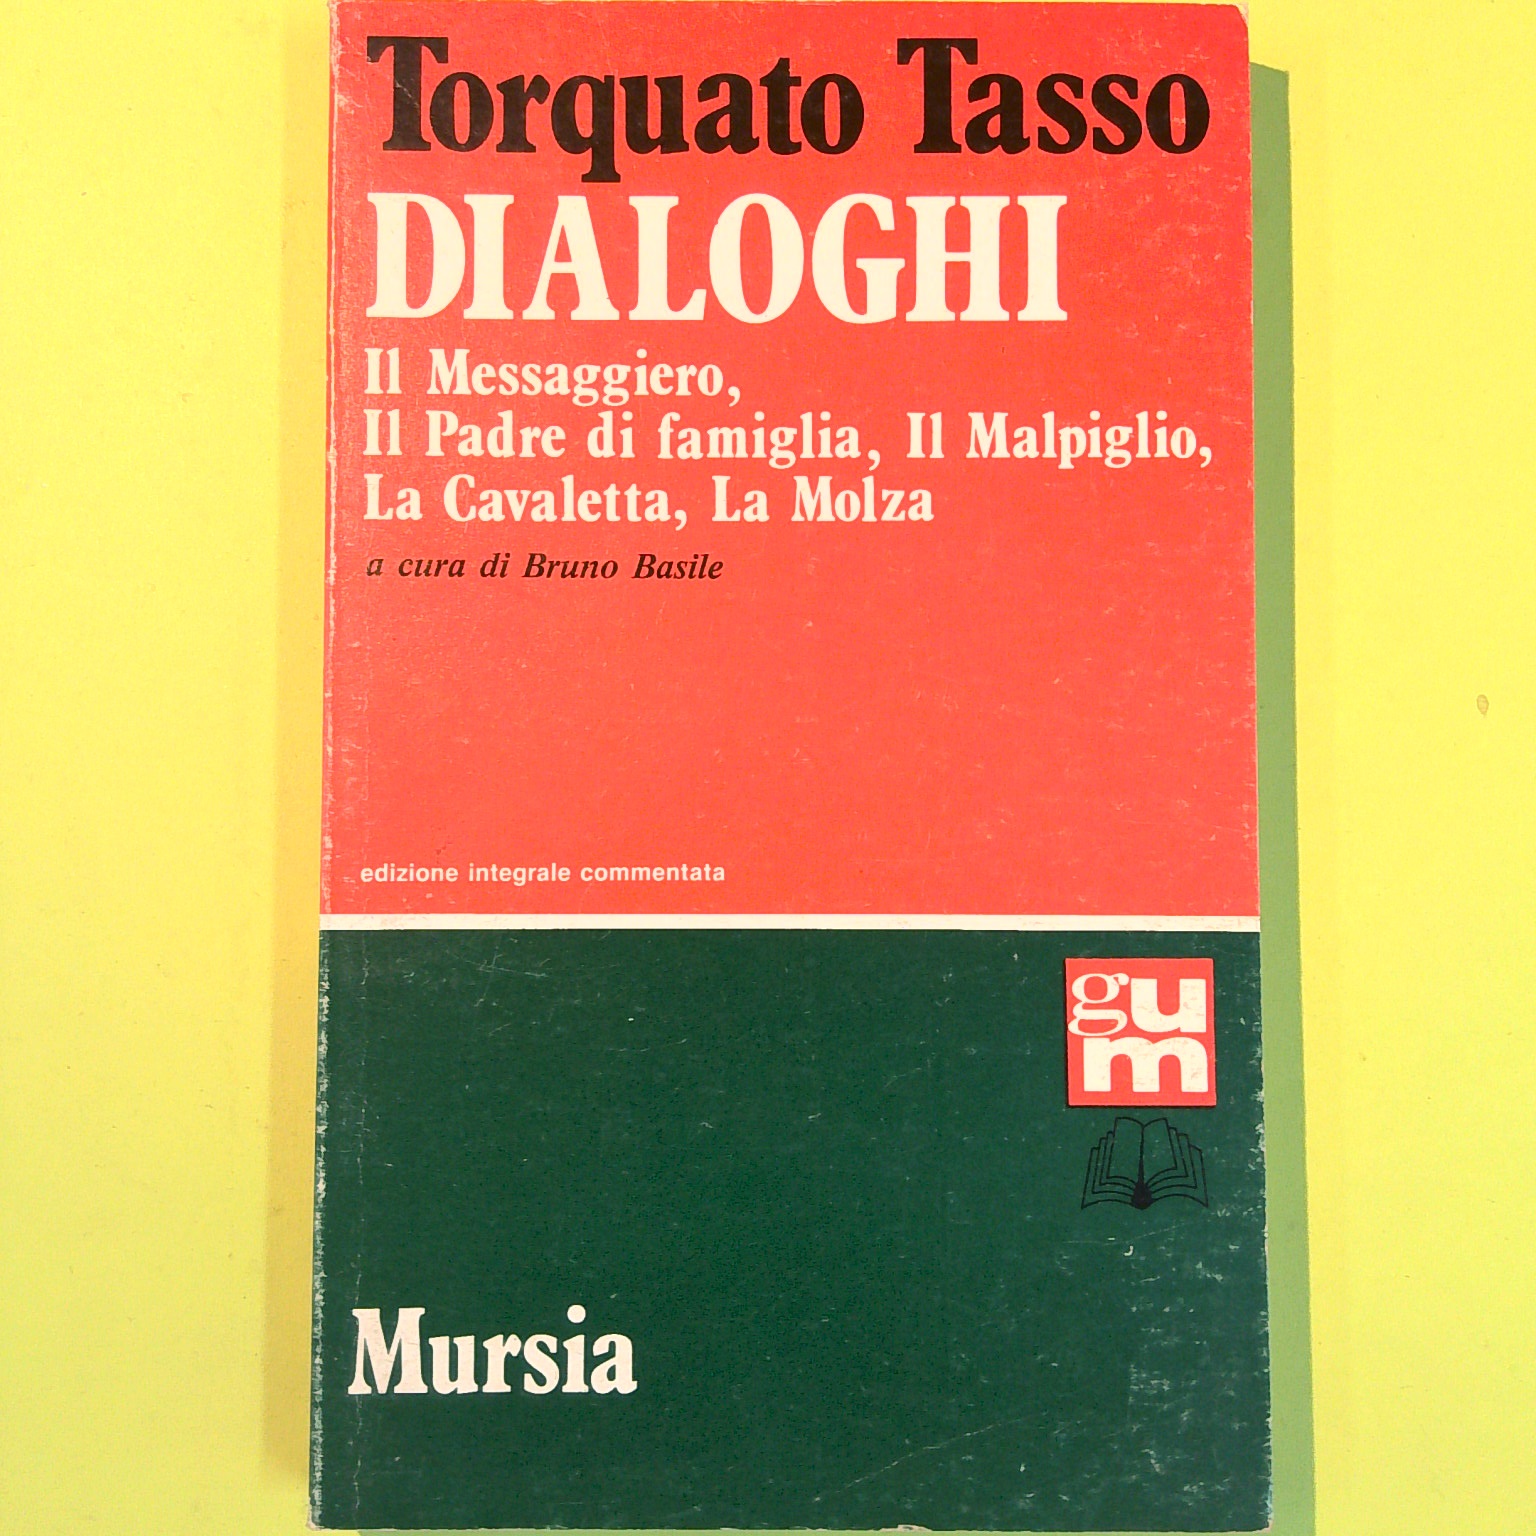 Torquato Tasso
DIALOGHI
Il Messaggiero,
Il Padre di famiglia, Il Malpiglio,
La Cavaletta, La Molza
a cura di Bruno Basile
edizione integrale commentata
gu
m
Mursia